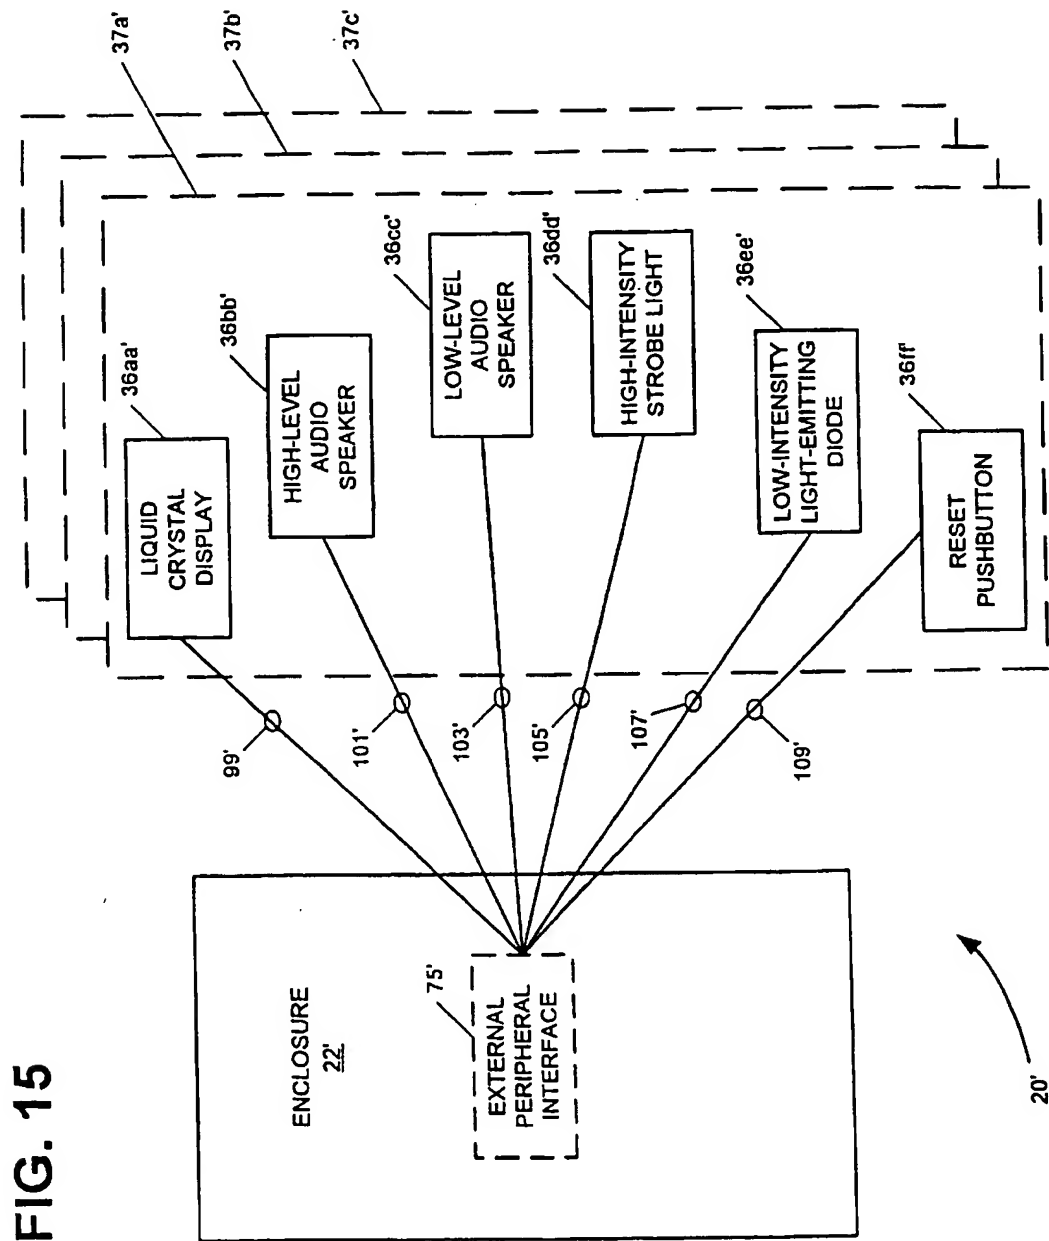 FIG. 15
ENCLOSURE
22'
75'
EXTERNAL
PERIPHERAL
INTERFACE
20'
99'
101'
103'
105'
107'
109'
36aa'
LIQUID
CRYSTAL
DISPLAY
36bb'
HIGH-LEVEL
AUDIO
SPEAKER
36cc'
LOW-LEVEL
AUDIO
SPEAKER
36dd'
HIGH-INTENSITY
STROBE LIGHT
36ee'
LOW-INTENSITY
LIGHT-EMITTING
DIODE
36ff'
RESET
PUSHBUTTON
37a'
37b'
37c'